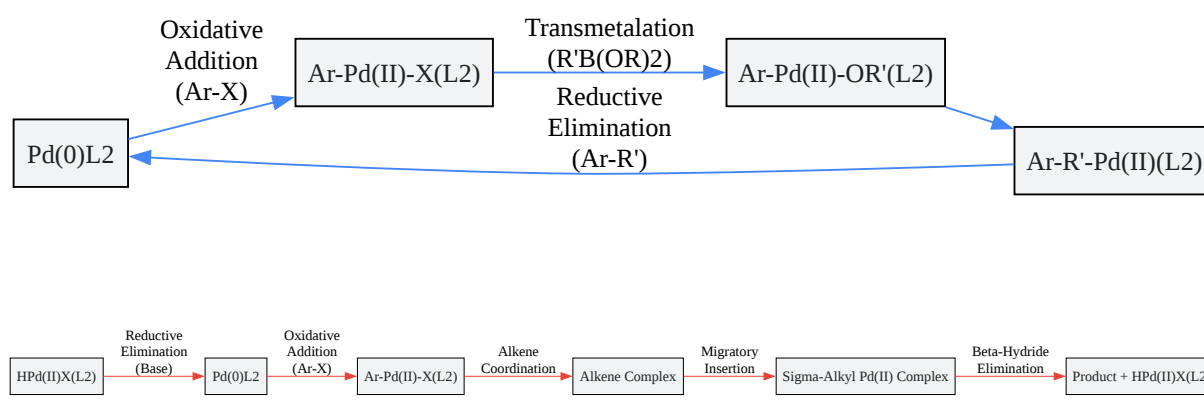 Oxidative
Addition
(Ar-X)
Transmetalation
(R'B(OR)2)
Reductive
Elimination
(Ar-R')
Pd(0)L2
Ar-Pd(II)-X(L2)
Ar-Pd(II)-OR'(L2)
Ar-R'-Pd(II)(L2)
Reductive
Elimination
(Base)
Oxidative
Addition
(Ar-X)
Alkene
Coordination
Migratory
Insertion
Beta-Hydride
Elimination
HPd(II)X(L2)
Pd(0)L2
Ar-Pd(II)-X(L2)
Alkene Complex
Sigma-Alkyl Pd(II) Complex
Product + HPd(II)X(L2